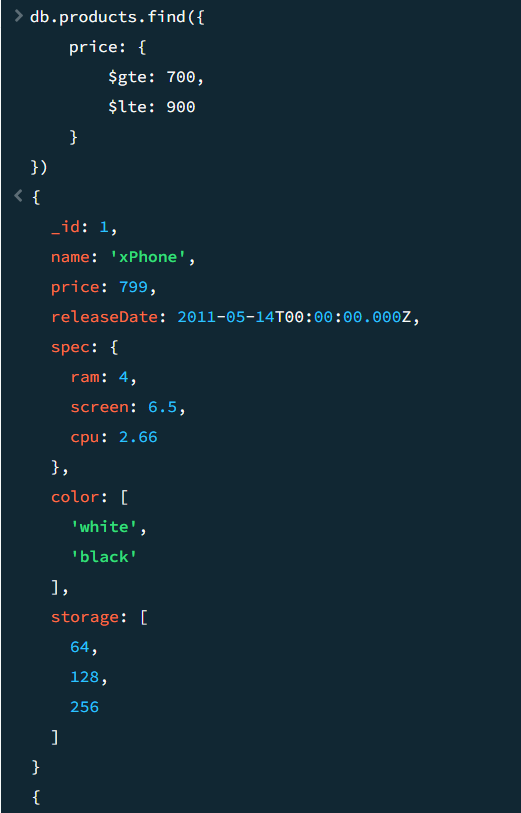 > db.products.find({
price: {
$gte: 700,
$lte: 900
}
})
< {
_id: 1,
name: 'xPhone',
price: 799,
releaseDate: 2011-05-14T00:00:00.000Z,
spec: {
ram: 4,
screen: 6.5,
cpu: 2.66
},
color: [
'white',
'black'
],
storage: [
64,
128,
256
]
}
{